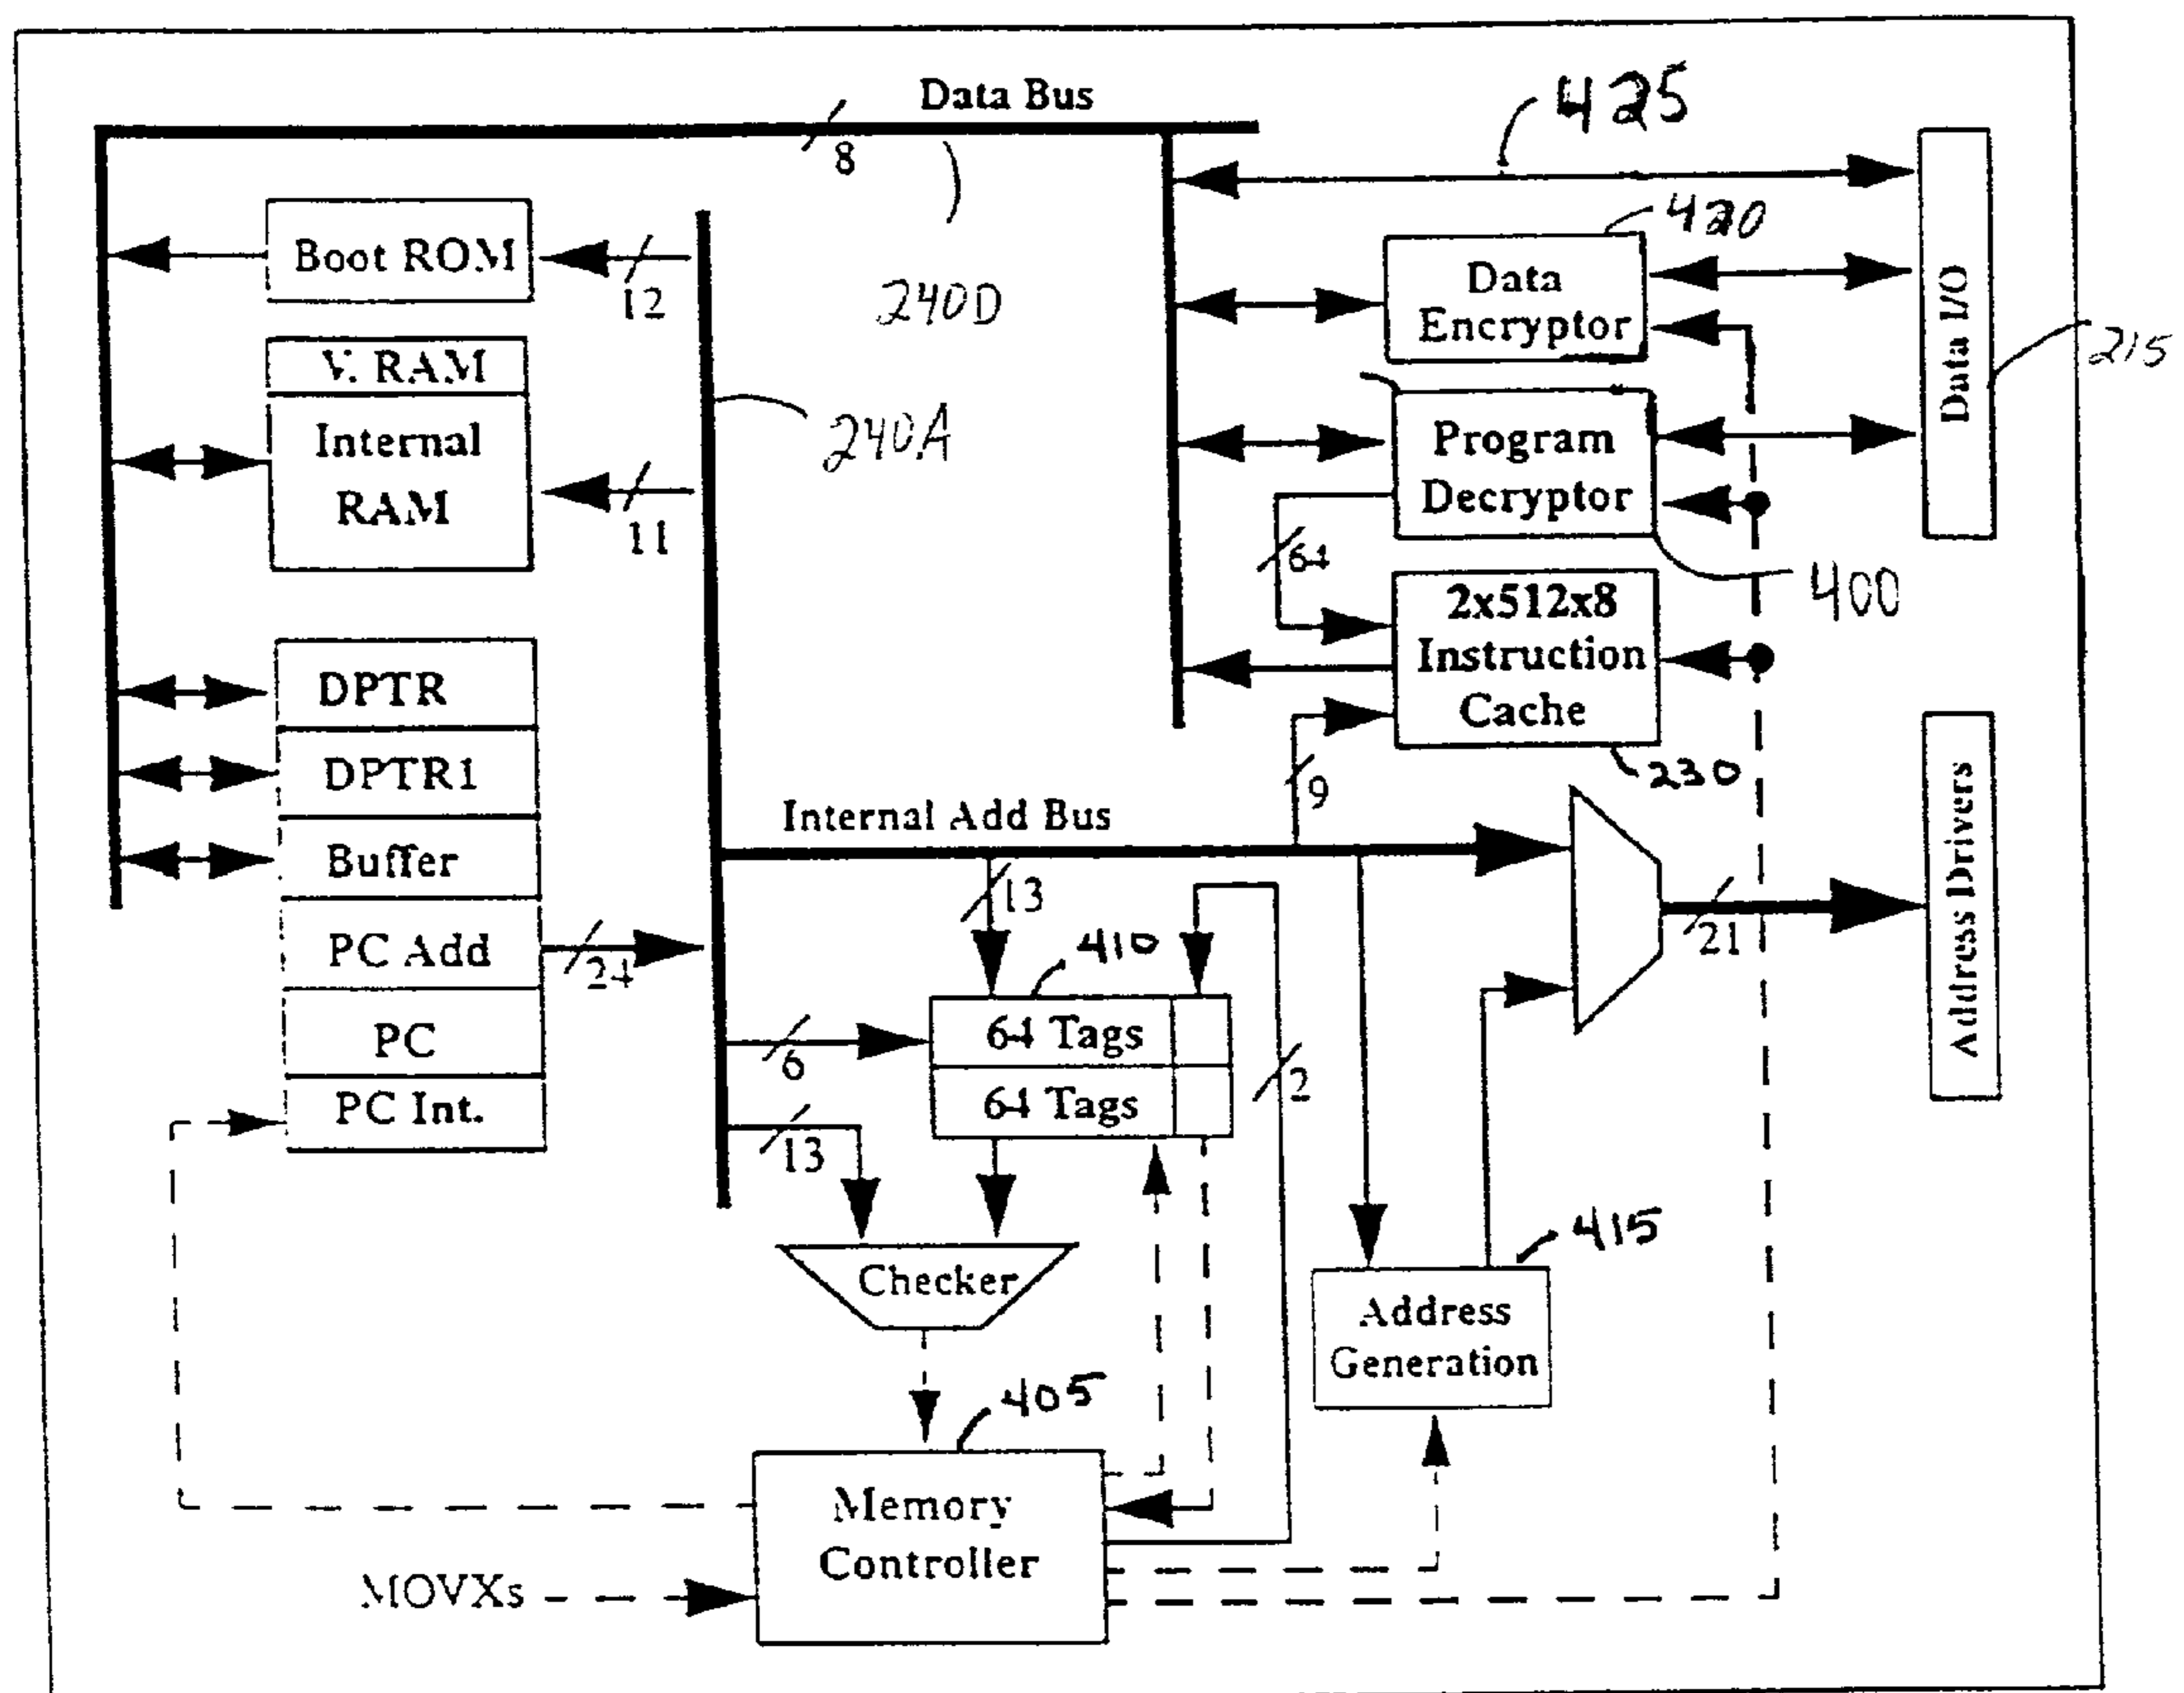 Data Bus
8
425
Boot ROM
12
240D
420
Data
Encryptor
Data I/O
215
V. RAM
Internal
RAM
11
240A
Program
Decryptor
64
400
2x512x8
Instruction
Cache
230
9
DPTR
DPTR1
Buffer
PC Add
24
PC
PC Int.
Internal Add Bus
13
410
6
64 Tags
64 Tags
2
13
21
Address Drivers
Checker
415
Address
Generation
405
Memory
Controller
MOVXs